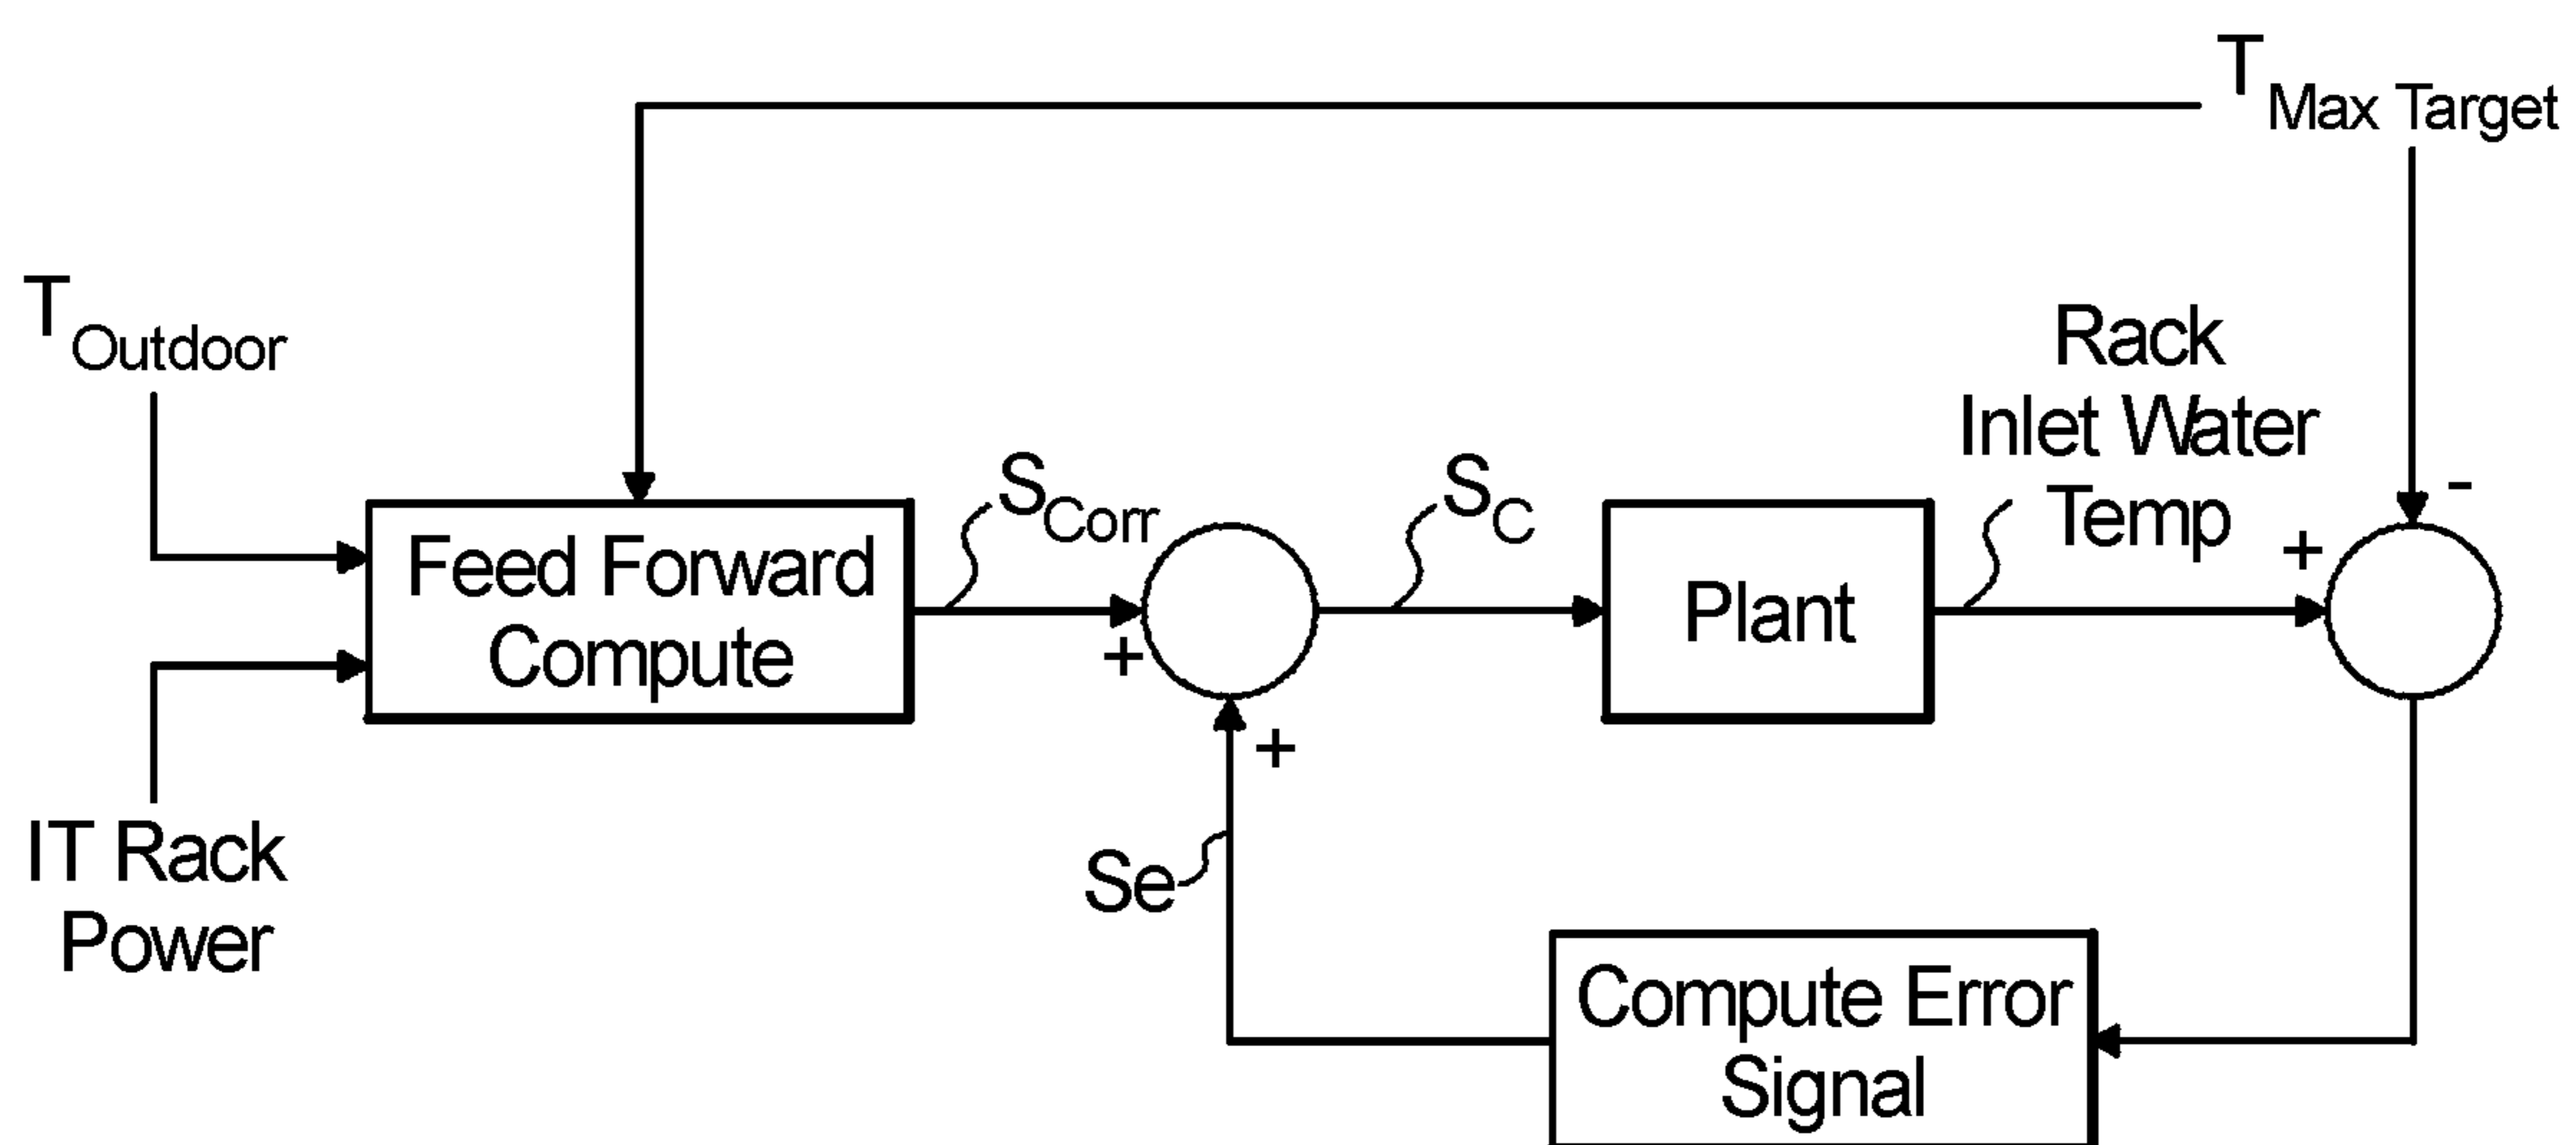 T Max Target
T Outdoor
Rack
Inlet Water
Temp
-
+
S Corr
S C
Feed Forward
Compute
Plant
+
+
Se
IT Rack
Power
Compute Error
Signal